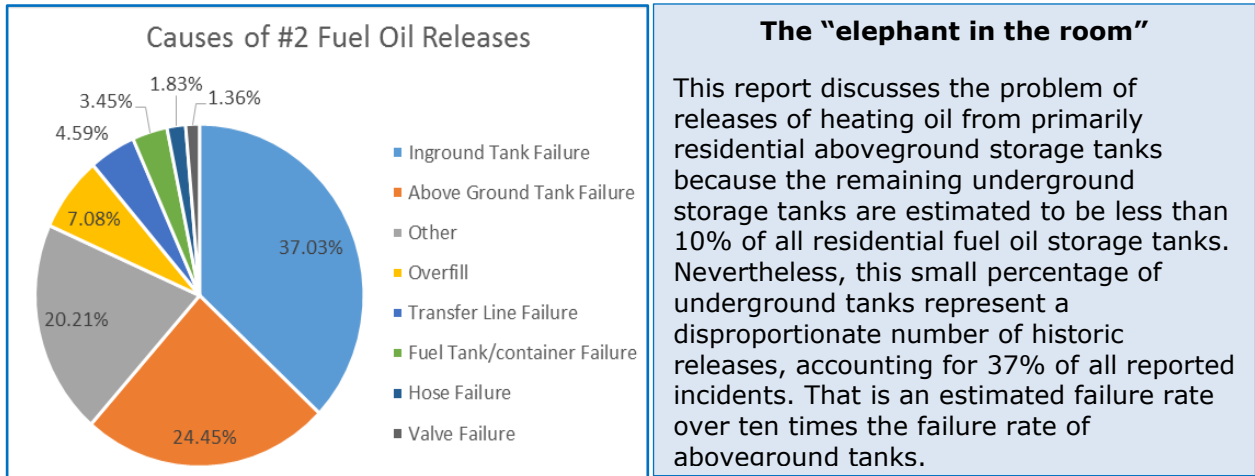 Causes of #2 Fuel Oil Releases
1.83%
1.36%
3.45%
4.59%
7.08%
20.21%
24.45%
37.03%
Inground Tank Failure
Above Ground Tank Failure
Other
Overfill
Transfer Line Failure
Fuel Tank/container Failure
Hose Failure
Valve Failure
The “elephant in the room”
This report discusses the problem of
releases of heating oil from primarily
residential aboveground storage tanks
because the remaining underground
storage tanks are estimated to be less than
10% of all residential fuel oil storage tanks.
Nevertheless, this small percentage of
underground tanks represent a
disproportionate number of historic
releases, accounting for 37% of all reported
incidents. That is an estimated failure rate
over ten times the failure rate of
aboveground tanks.